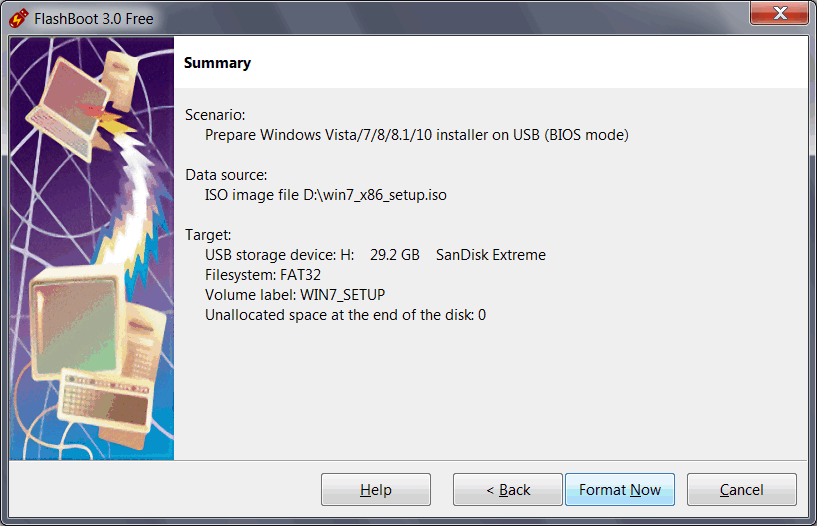 FlashBoot 3.0 Free
Summary
Scenario:
Prepare Windows Vista/7/8/8.1/10 installer on USB (BIOS mode)
Data source:
ISO image file D:\win7_x86_setup.iso
Target:
USB storage device: H: 29.2 GB SanDisk Extreme
Filesystem: FAT32
Volume label: WIN7_SETUP
Unallocated space at the end of the disk: 0
Help
< Back
Format Now
Cancel